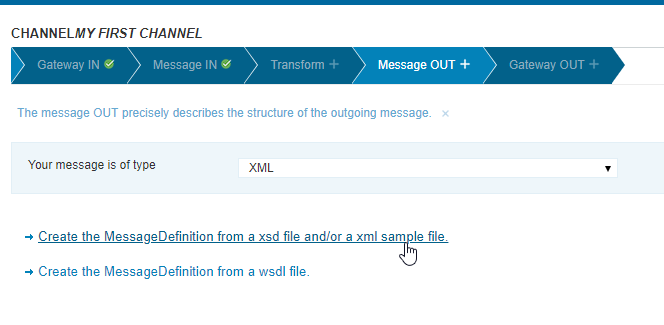 CHANNELMY FIRST CHANNEL
Gateway IN
Message IN
Transform +
Message OUT +
Gateway OUT +
The message OUT precisely describes the structure of the outgoing message. ×
Your message is of type
XML
→ Create the MessageDefinition from a xsd file and/or a xml sample file.
→ Create the MessageDefinition from a wsdl file.